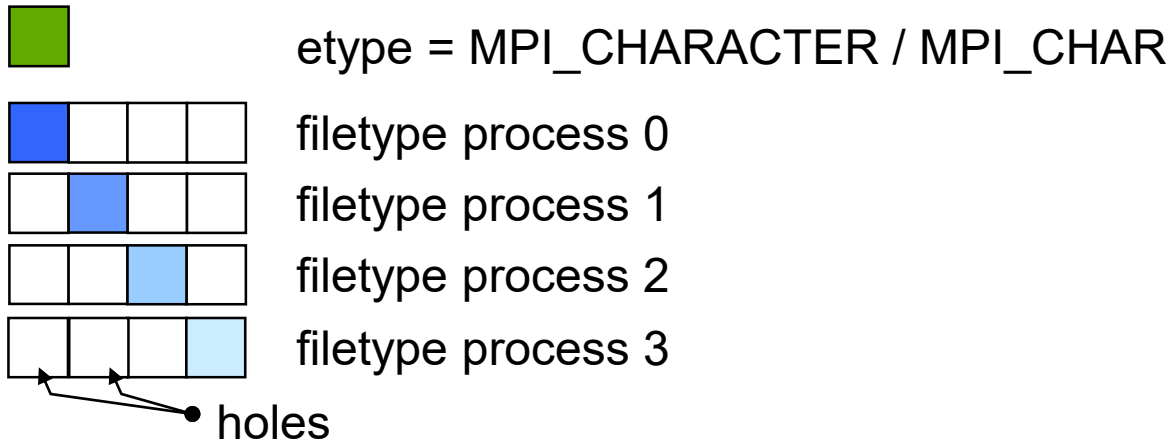 etype = MPI_CHARACTER / MPI_CHAR
filetype process 0
filetype process 1
filetype process 2
filetype process 3
holes